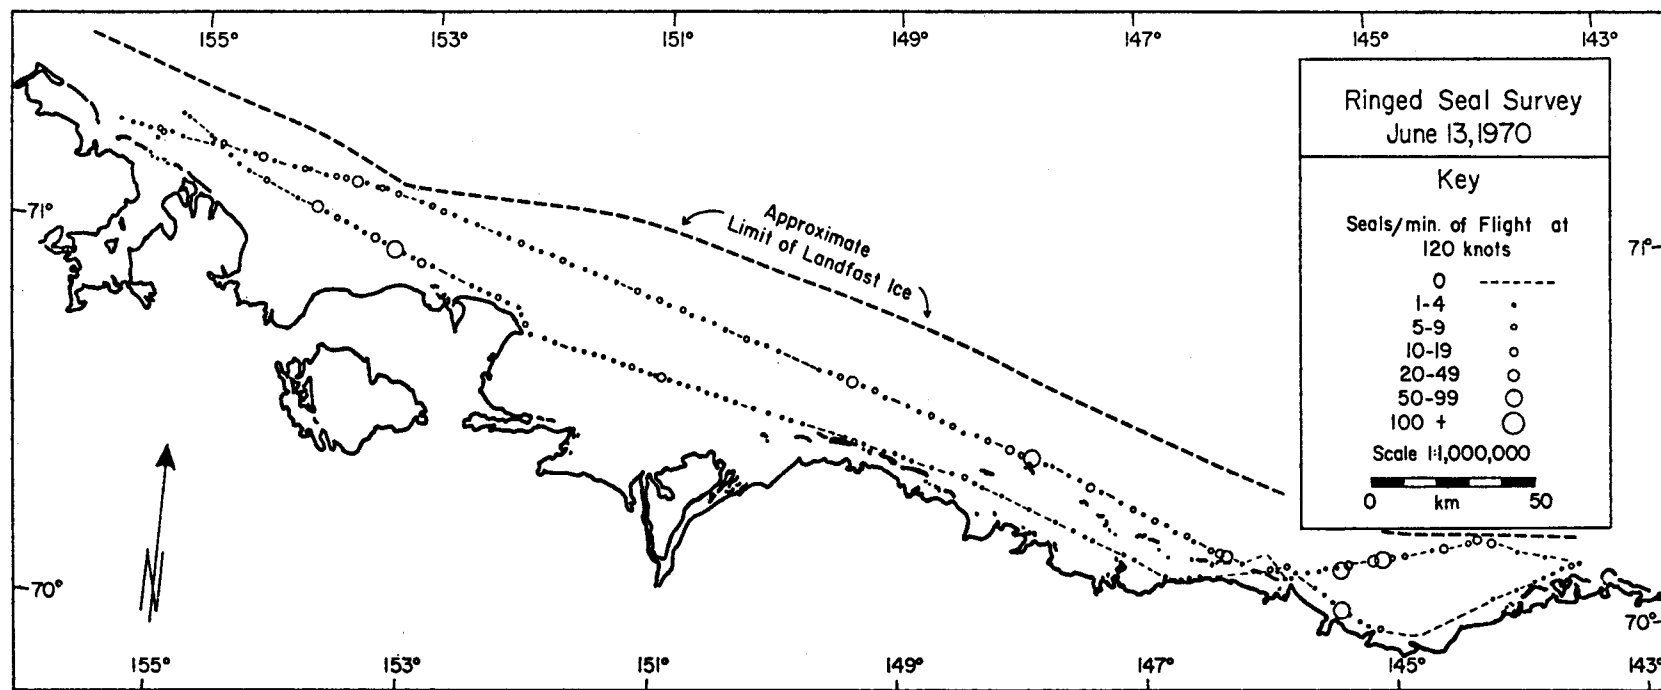 155°
153°
151°
149°
147°
145°
143°
Ringed Seal Survey
June 13, 1970
Key
Seals/min. of Flight at
120 knots
0
1-4
5-9
10-19
20-49
50-99
100 +
Scale 1:1,000,000
0 km 50
Approximate
Limit of Landfast Ice
71°
71°
70°
70°
N
155°
153°
151°
149°
147°
145°
143°